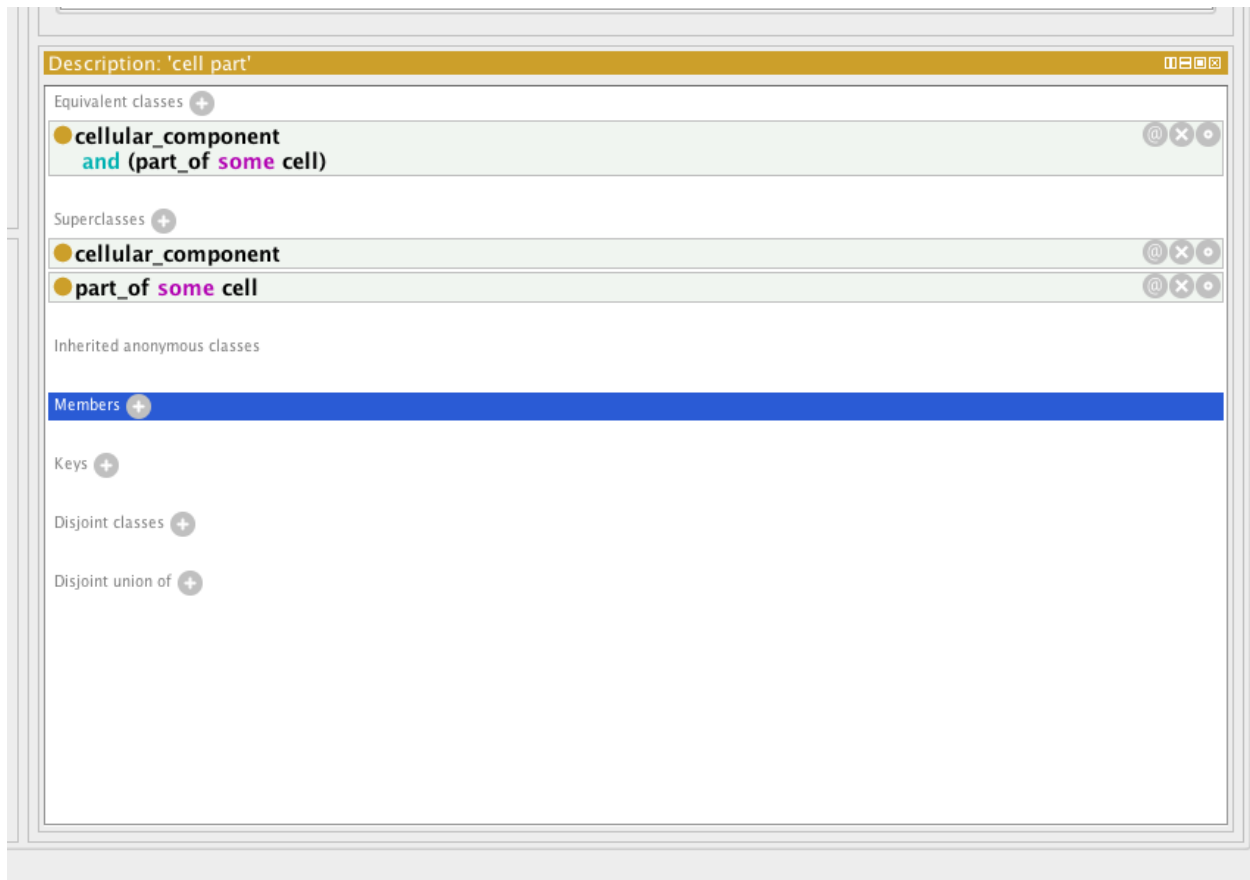 Description: 'cell part'
Equivalent classes
cellular_component
and (part_of some cell)
Superclasses
cellular_component
part_of some cell
Inherited anonymous classes
Members
Keys
Disjoint classes
Disjoint union of